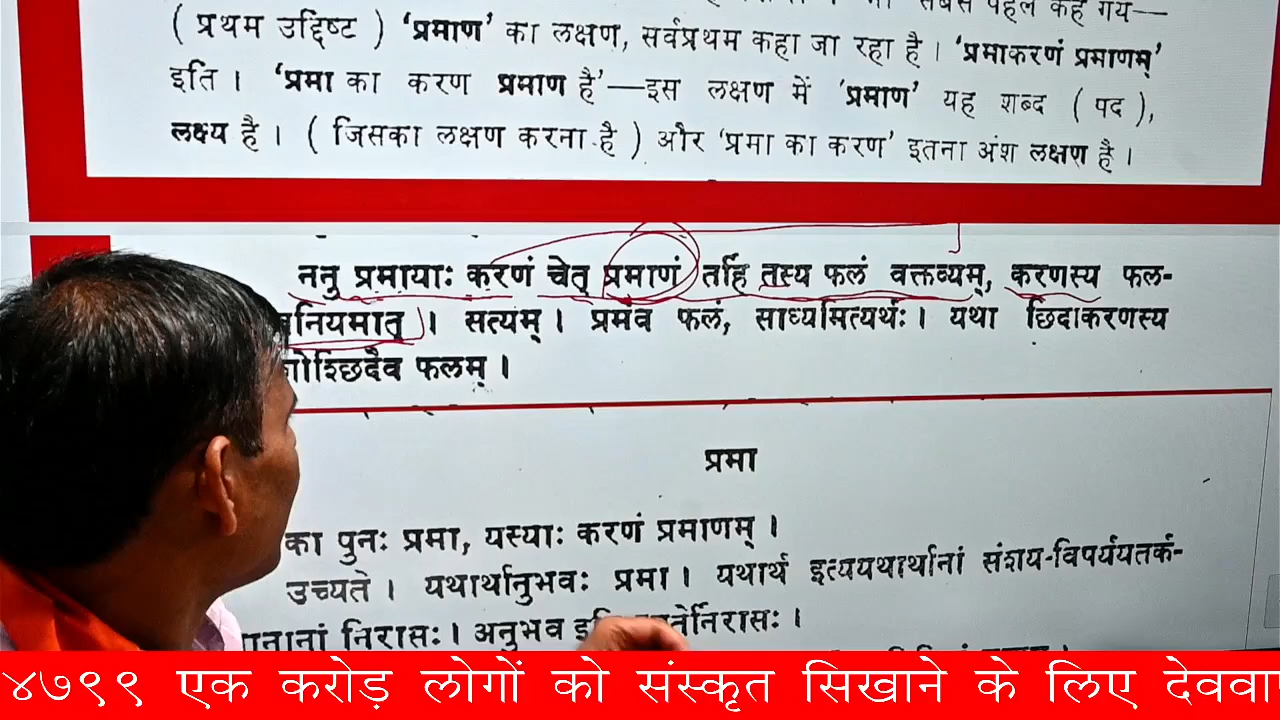 सबसे पहले कहे गये—
( प्रथम उद्दिष्ट ) ‘प्रमाण’ का लक्षण, सर्वप्रथम कहा जा रहा है । ‘प्रमाकरणं प्रमाणम्’
इति । ‘प्रमा का करण प्रमाण है’—इस लक्षण में ‘प्रमाण’ यह शब्द ( पद ),
लक्ष्य है । ( जिसका लक्षण करना है ) और ‘प्रमा का करण’ इतना अंश लक्षण है ।
ननु प्रमायाः करणं चेत् प्रमाणं तर्हि तस्य फलं वक्तव्यम्, करणस्य फल-
नियमात् । सत्यम् । प्रमैव फलं, साध्यमित्यर्थः । यथा छिदाकरणस्य
श्छिदैव फलम् ।
प्रमा
का पुनः प्रमा, यस्याः करणं प्रमाणम् ।
उच्यते । यथार्थानुभवः प्रमा । यथार्थ इत्ययथार्थानां संशय-विपर्ययतर्क-
निरासः । अनुभव निरासः ।
४७९९ एक करोड़ लोगों को संस्कृत सिखाने के लिए देववा